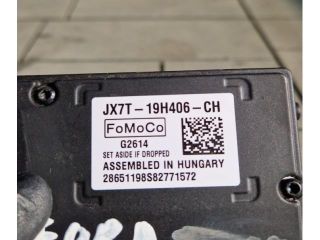 JX7T-19H406-CH
FoMoCo
G2614
SET ASIDE IF DROPPED
ASSEMBLED IN HUNGARY
28651198S82771572